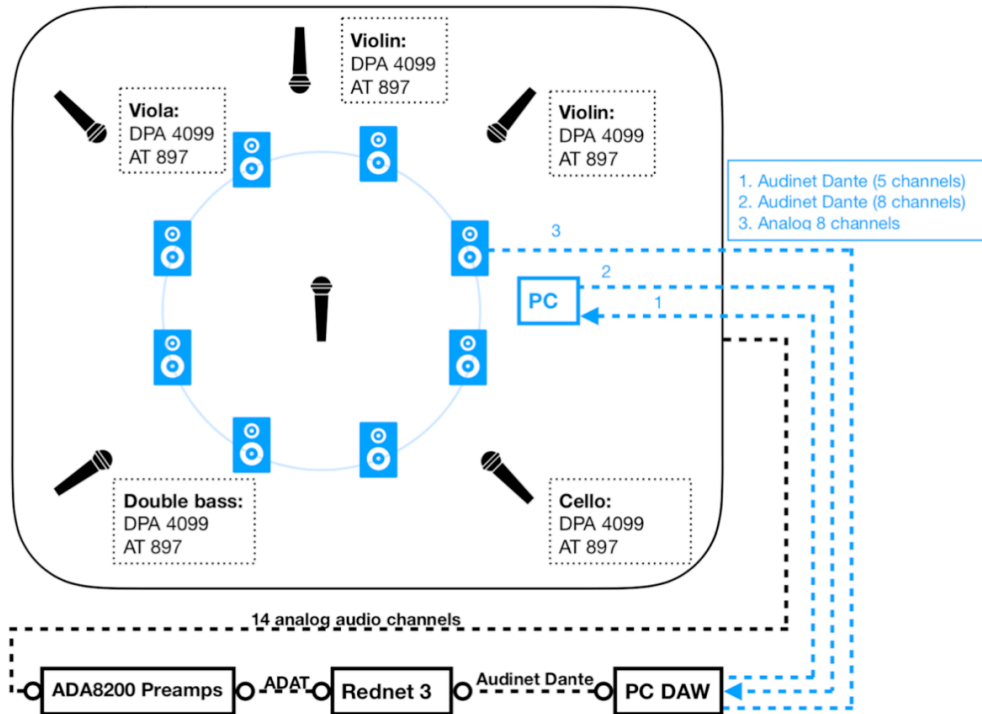 Violin:
DPA 4099
AT 897
Viola:
DPA 4099
AT 897
Violin:
DPA 4099
AT 897
1. Audinet Dante (5 channels)
2. Audinet Dante (8 channels)
3. Analog 8 channels
3
2
PC
1
Double bass:
DPA 4099
AT 897
Cello:
DPA 4099
AT 897
14 analog audio channels
ADA8200 Preamps
ADAT
Rednet 3
Audinet Dante
PC DAW